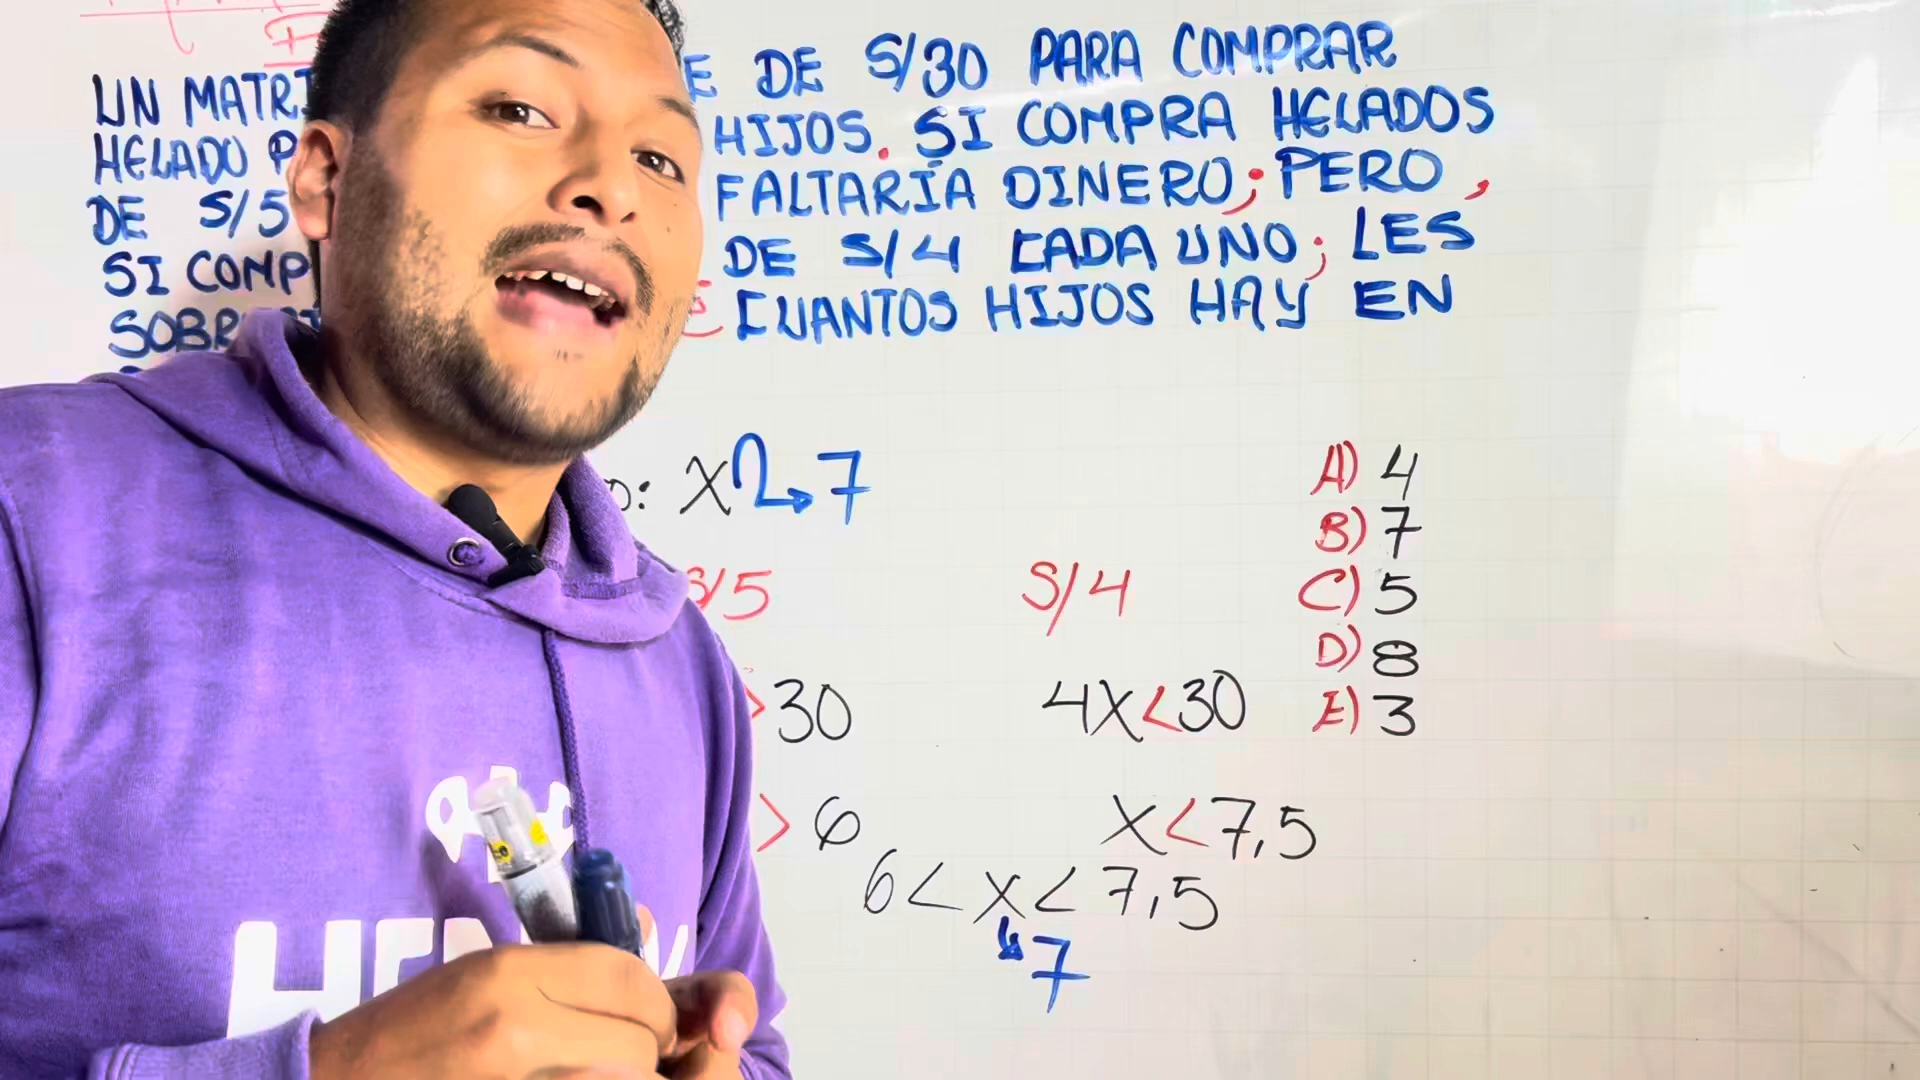 UN MATRI E DE S/30 PARA COMPRAR
HELADO P HIJOS. SI COMPRA HELADOS
DE S/5 FALTARÍA DINERO; PERO,
SI COMP DE S/4 CADA UNO; LES
SOBR CUANTOS HIJOS HAY EN
o: X 7
S/5
S/4
>30
4X<30
>6
X<7,5
6<x<7,5
7
A) 4
B) 7
C) 5
D) 8
E) 3